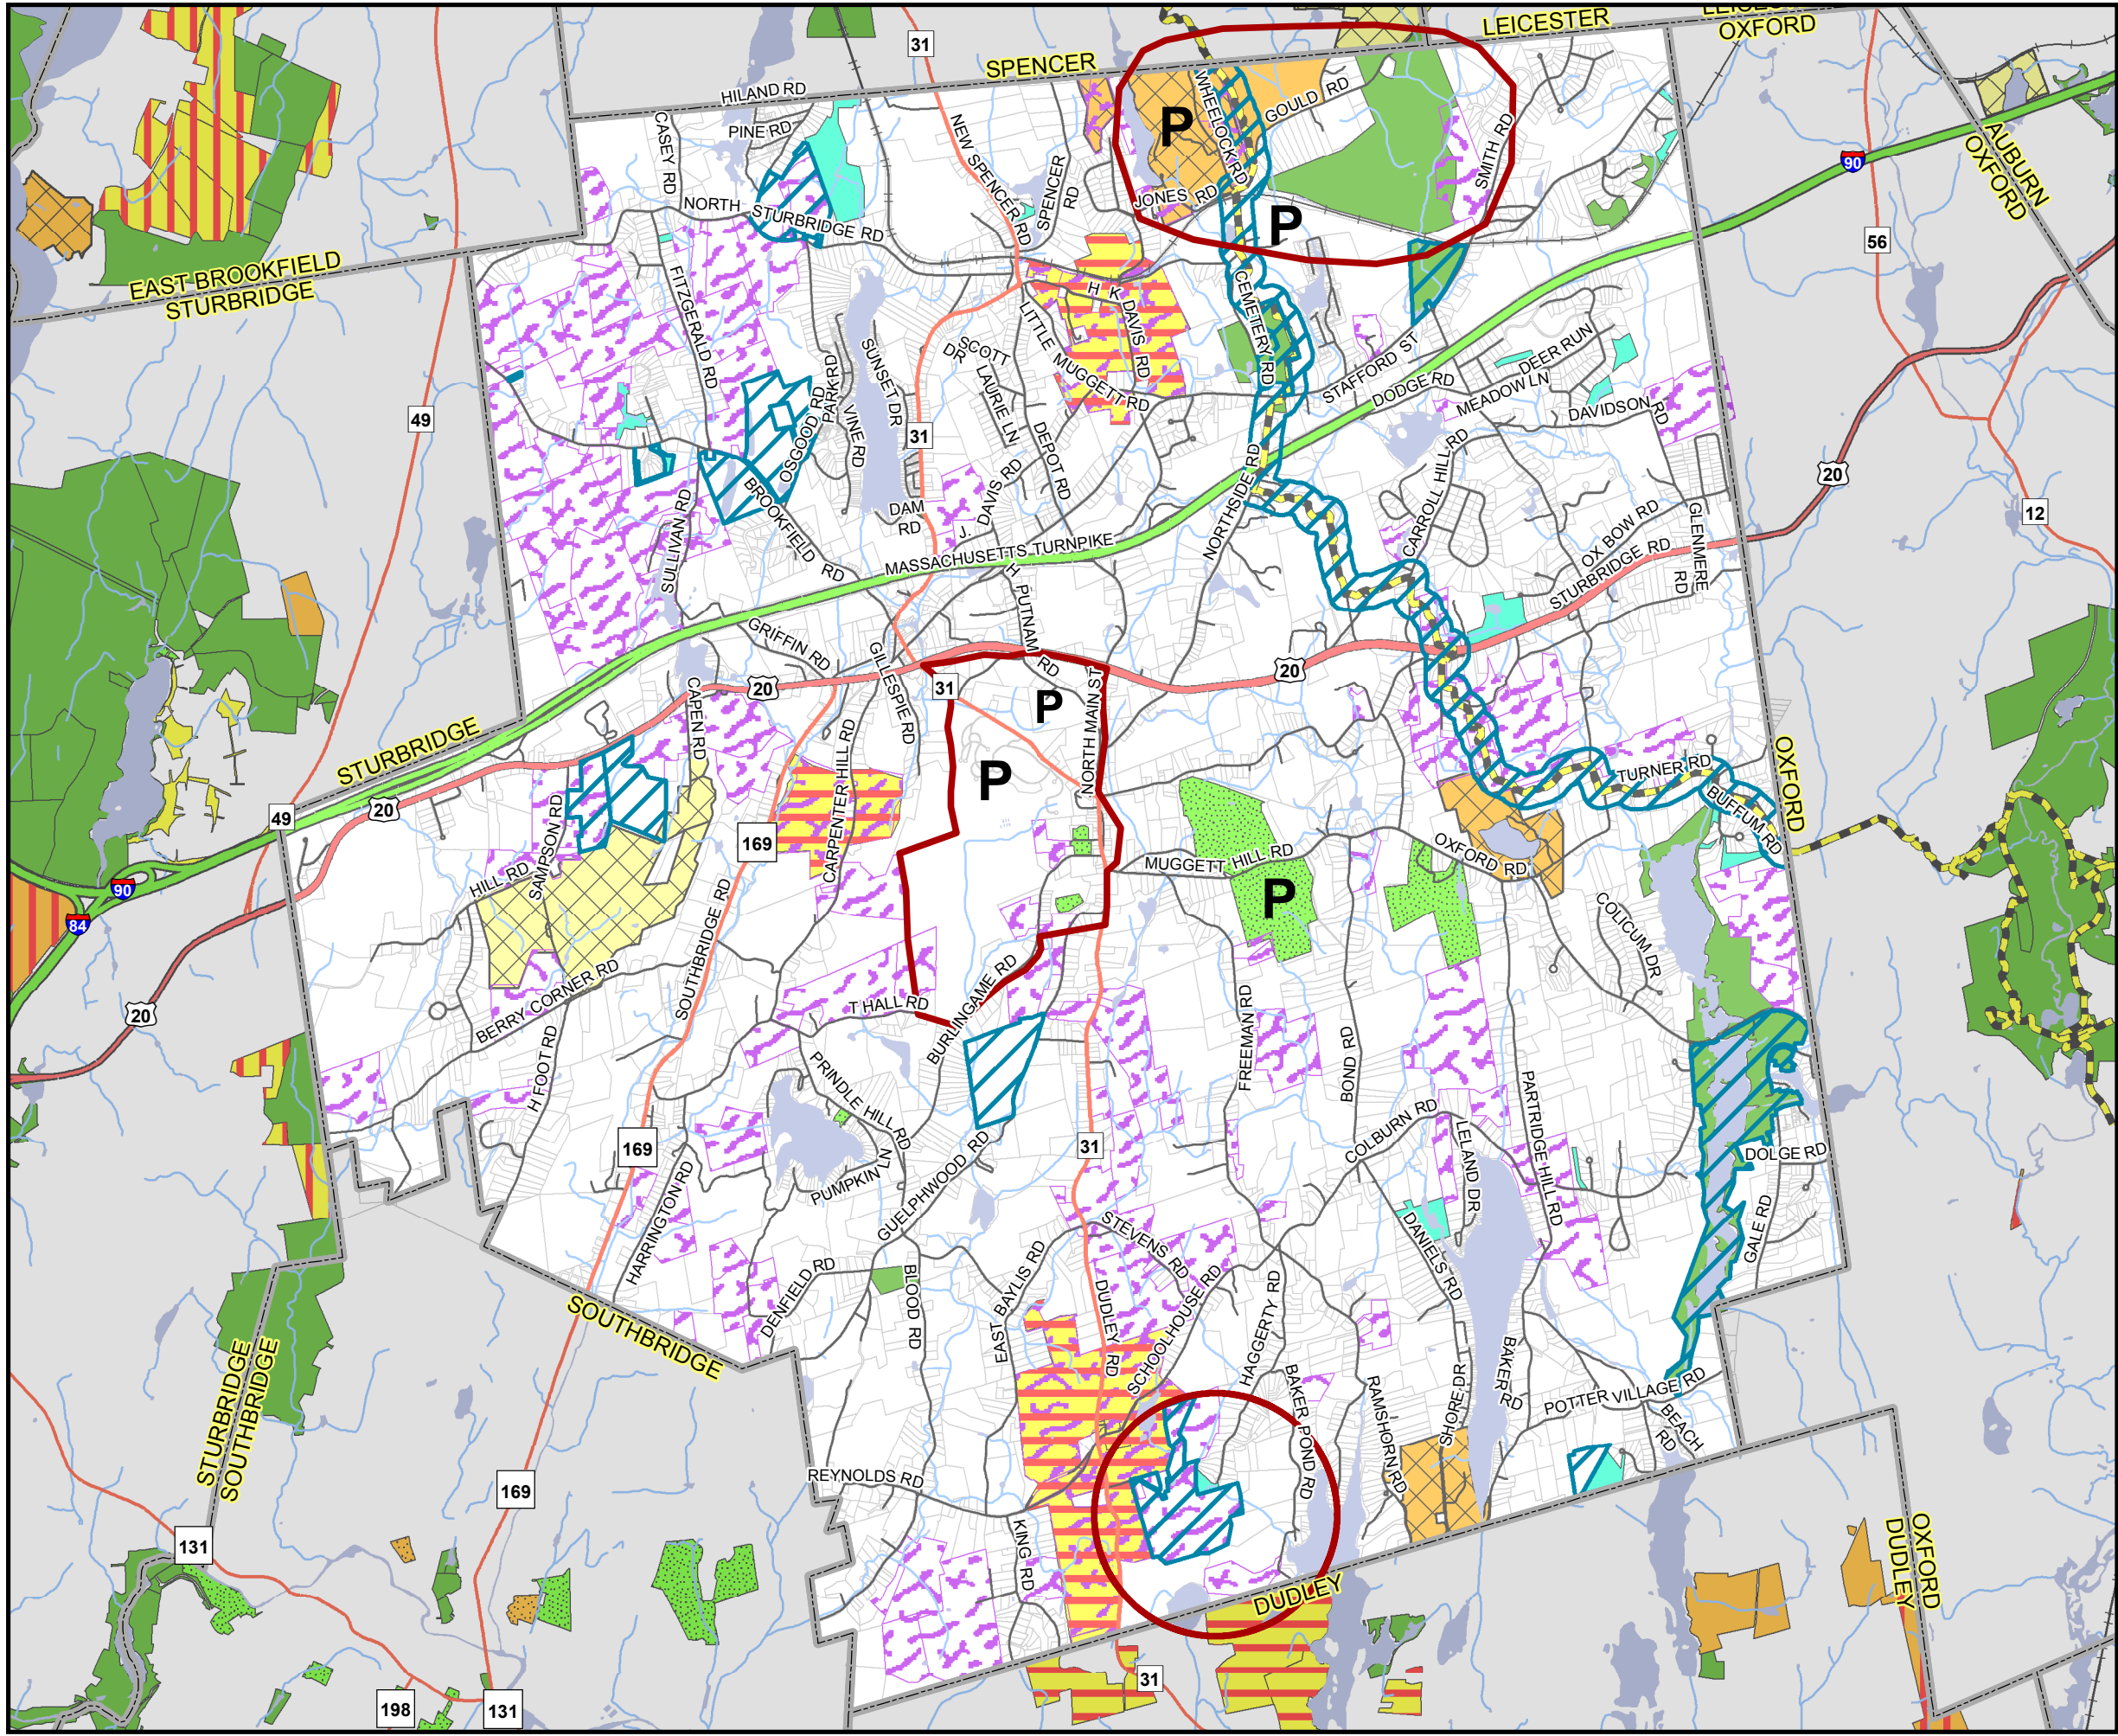 LEICESTER
LEICESTER
OXFORD
31
SPENCER
HILAND RD
PINE RD
CASEY RD
NEW SPENCER RD
SPENCER
RD
P
WHEELOCK RD
GOULD RD
SMITH RD
JONES RD
P
90
AUBURN
OXFORD
56
NORTH STURBRIDGE RD
EAST BROOKFIELD
STURBRIDGE
FITZGERALD RD
H K DAVIS RD
CEMETERY RD
LITTLE MUGGETT RD
SCOTT
DR
LAURIE LN
SUNSET DR
PARK RD
VINE RD
OSGOOD RD
STAFFORD ST
DODGE RD
DEER RUN
MEADOW LN
DAVIDSON RD
49
31
DEPOT RD
20
12
CARROLL HILL RD
NORTHSIDE RD
BROOKFIELD RD
SULLIVAN RD
DAM
RD
J. DAVIS RD
MASSACHUSETTS TURNPIKE
OX BOW RD
STURBRIDGE RD
GLENMERE
RD
H PUTNAM RD
GRIFFIN RD
GILLESPIE RD
20
20
31
P
NORTH MAIN ST
CAPEN RD
STURBRIDGE
P
CARPENTER HILL RD
OXFORD
TURNER RD
BUFFUM RD
49
20
169
SAMPSON RD
HILL RD
90
84
MUGGETT HILL RD
OXFORD RD
P
COLICUM DR
SOUTHBRIDGE RD
BERRY CORNER RD
T HALL RD
BURLINGAME RD
20
H FOOT RD
PRINDLE HILL RD
FREEMAN RD
BOND RD
PARTRIDGE HILL RD
COLBURN RD
LELAND DR
DOLGE RD
169
31
PUMPKIN LN
GUELPHWOOD RD
HARRINGTON RD
GALE RD
STEVENS RD
DANIELS RD
DENFIELD RD
BLOOD RD
EAST BAYLIS RD
DUDLEY RD
SCHOOLHOUSE RD
HAGGERTY RD
SOUTHBRIDGE
STURBRIDGE
SOUTHBRIDGE
BAKER POND RD
RAMSHORN RD
SHORE DR
BAKER
RD
POTTER VILLAGE RD
BEACH
RD
REYNOLDS RD
169
KING RD
131
DUDLEY
OXFORD
DUDLEY
31
198
131